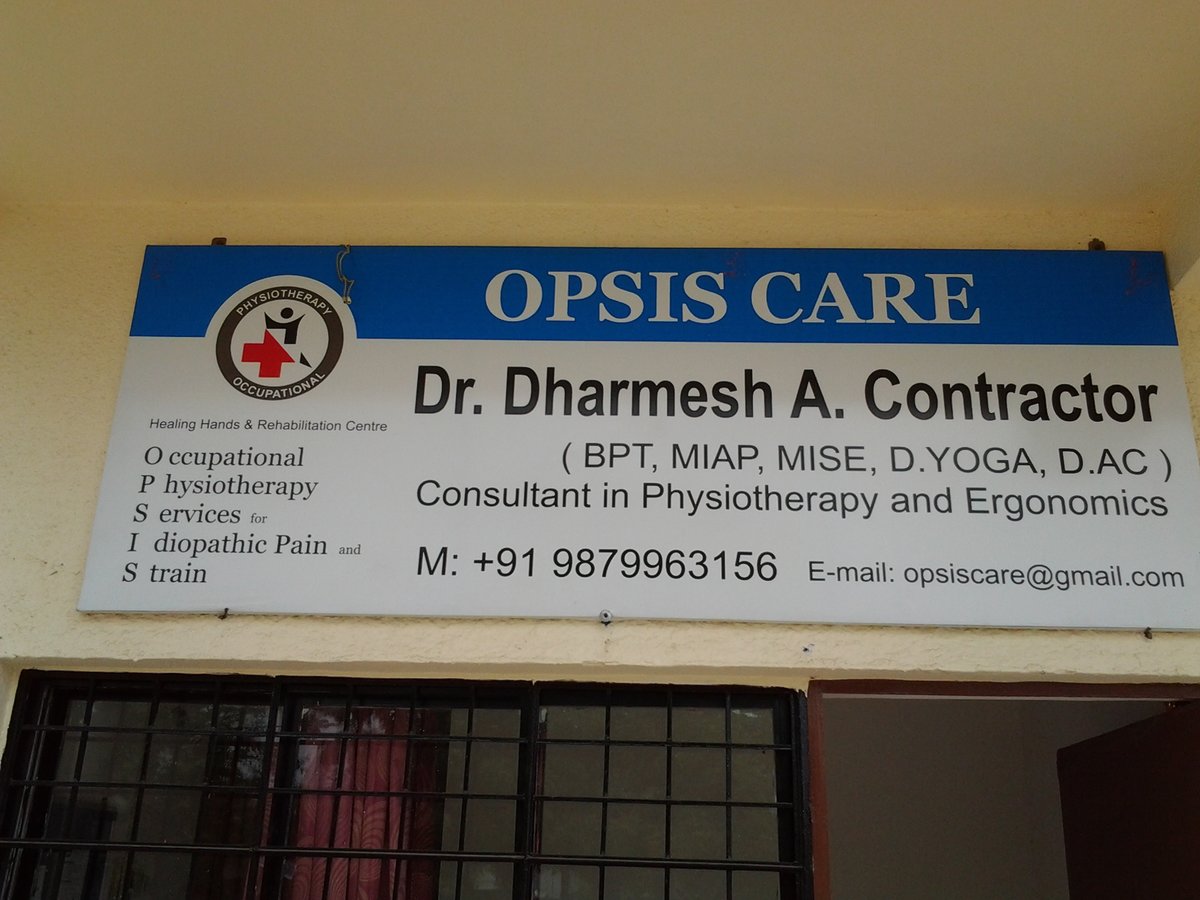 OPSIS CARE
PHYSIOTHERAPY
OCCUPATIONAL
Healing Hands & Rehabilitation Centre
O ccupational
P hysiotherapy
S ervices for
I diopathic Pain and
S train
Dr. Dharmesh A. Contractor
( BPT, MIAP, MISE, D.YOGA, D.AC )
Consultant in Physiotherapy and Ergonomics
M: +91 9879963156 E-mail: opsiscare@gmail.com